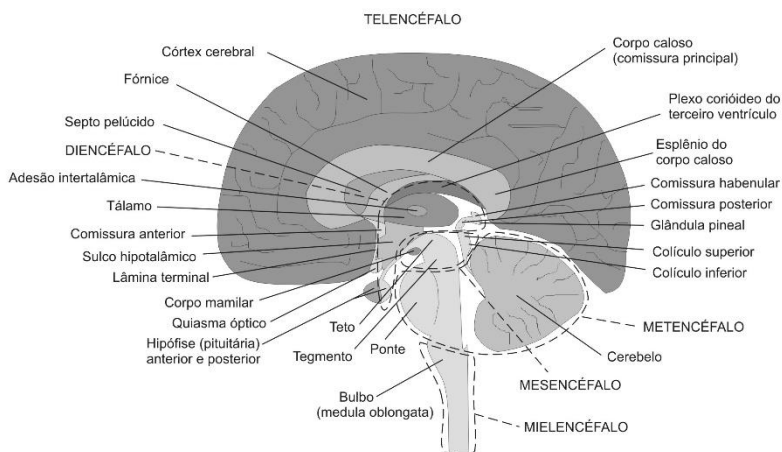 TELENCÉFALO
Córtex cerebral
Fórnice
Septo pelúcido
DIENCÉFALO
Adesão intertalâmica
Tálamo
Comissura anterior
Sulco hipotalâmico
Lâmina terminal
Corpo mamilar
Quiasma óptico
Hipófise (pituitária)
anterior e posterior
Teto
Tegmento
Ponte
Bulbo
(medula oblongata)
Corpo caloso
(comissura principal)
Plexo corióideo do
terceiro ventrículo
Esplênio do
corpo caloso
Comissura habenular
Comissura posterior
Glândula pineal
Colículo superior
Colículo inferior
METENCÉFALO
Cerebelo
MESENCÉFALO
MIELENCÉFALO